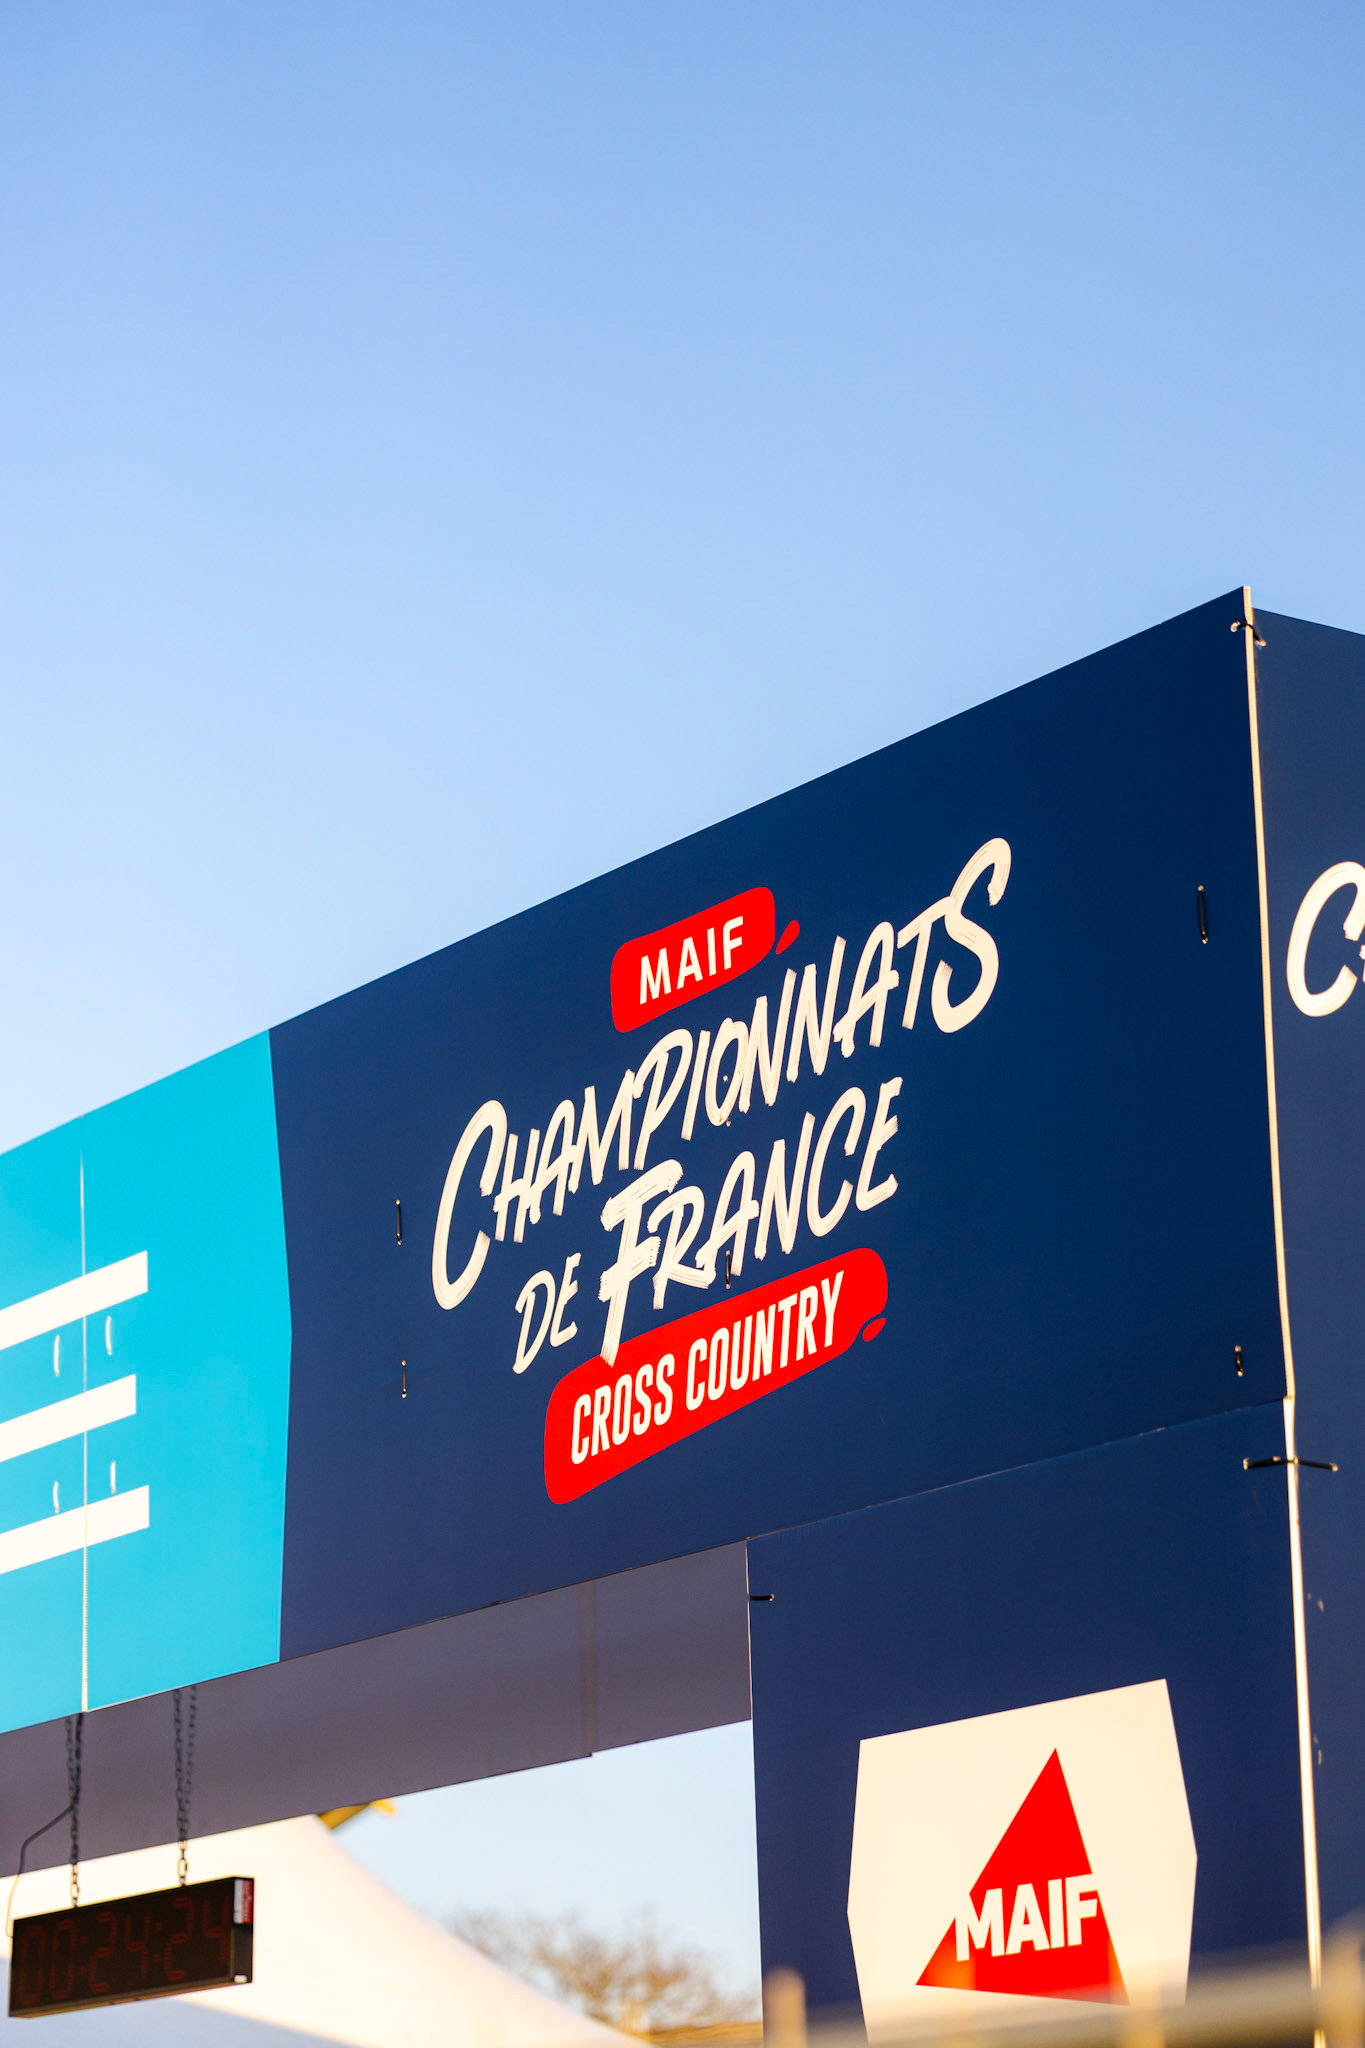 MAIF
CHAMPIONNATS
DE FRANCE
CROSS COUNTRY
C
MAIF
00:24:24